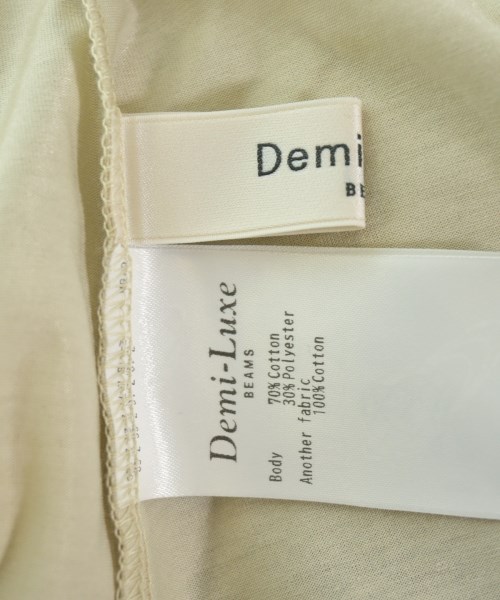 Demi
BE
Demi-Luxe
BEAMS
Body
70% Cotton
30% Polyester
Another fabric
100% Cotton